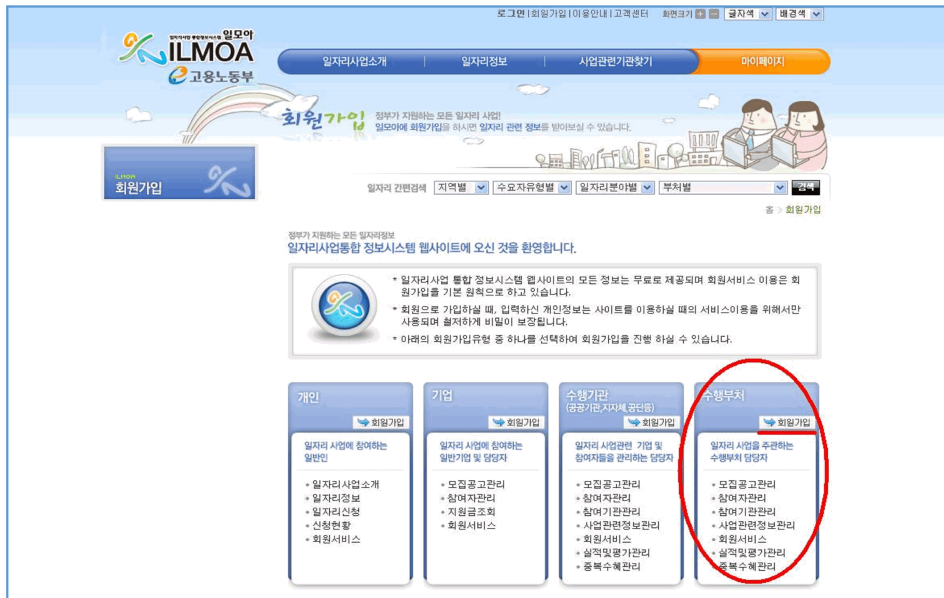 로그인 | 회원가입 | 이용안내 | 고객센터 화면크기 글자색 배경색
일모아
ILMOA
고용노동부
일자리사업소개 일자리정보 사업관련기관찾기 마이페이지
회원가입
정부가 지원하는 모든 일자리 사업!
일모아에 회원가입을 하시면 일자리 관련 정보를 받아보실 수 있습니다.
ILMOA
회원가입
일자리 간편검색 지역별 수요자유형별 일자리분야별 부처별 검색
홈 > 회원가입
정부가 지원하는 모든 일자리정보
일자리사업통합 정보시스템 웹사이트에 오신 것을 환영합니다.
* 일자리사업 통합 정보시스템 웹사이트의 모든 정보는 무료로 제공되며 회원서비스 이용은 회
원가입을 기본 원칙으로 하고 있습니다.
* 회원으로 가입하실 때, 입력하신 개인정보는 사이트를 이용하실 때의 서비스이용을 위해서만
사용되며 철저하게 비밀이 보장됩니다.
* 아래의 회원가입유형 중 하나를 선택하여 회원가입을 진행 하실 수 있습니다.
개인
회원가입
일자리 사업에 참여하는
일반인
일자리사업소개
일자리정보
일자리신청
신청현황
회원서비스
기업
회원가입
일자리 사업에 참여하는
일반기업 및 담당자
모집공고관리
참여자관리
지원금조회
회원서비스
수행기관
(공공기관,지자체,공단등)
회원가입
일자리 사업관련 기업 및
참여자들을 관리하는 담당자
모집공고관리
참여자관리
참여기관관리
사업관련정보관리
회원서비스
실적및평가관리
중복수혜관리
수행부처
회원가입
일자리 사업을 주관하는
수행부처 담당자
모집공고관리
참여자관리
참여기관관리
사업관련정보관리
회원서비스
실적및평가관리
중복수혜관리